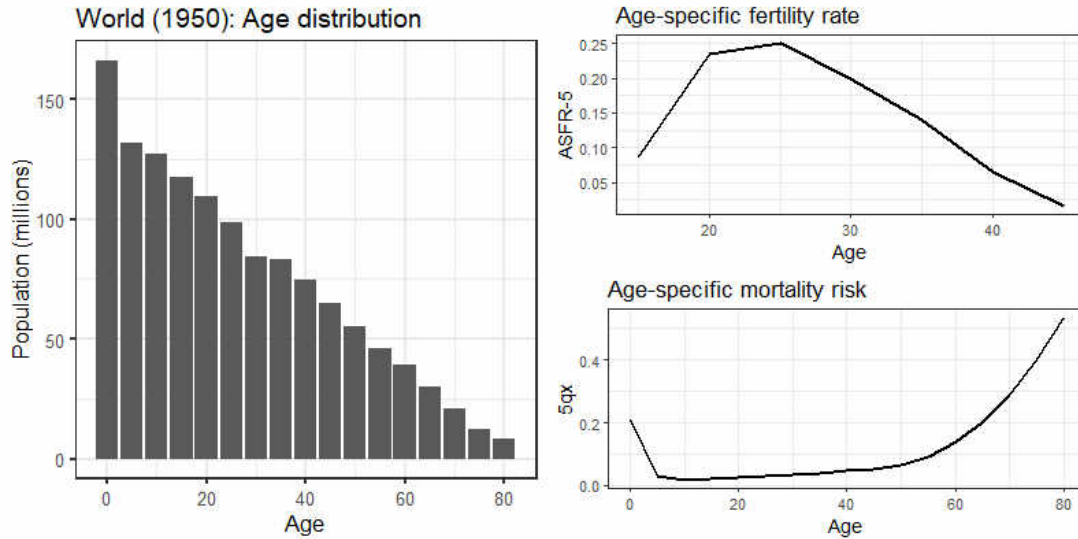 World (1950): Age distribution
Population (millions)
150
100
50
0
0 20 40 60 80
Age
Age-specific fertility rate
ASFR-5
0.25
0.20
0.15
0.10
0.05
20 30 40
Age
Age-specific mortality risk
5qx
0.4
0.2
0.0
0 20 40 60 80
Age